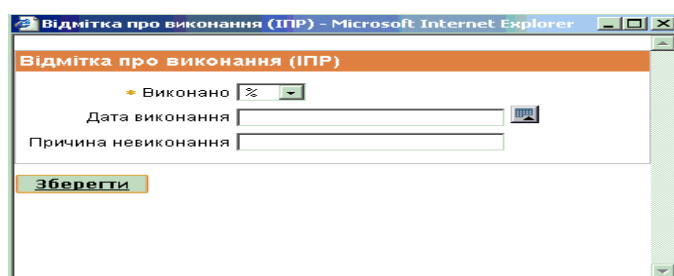 Відмітка про виконання (ІПР) - Microsoft Internet Explorer
Відмітка про виконання (ІПР)
* Виконано %
Дата виконання
Причина невиконання
Зберегти